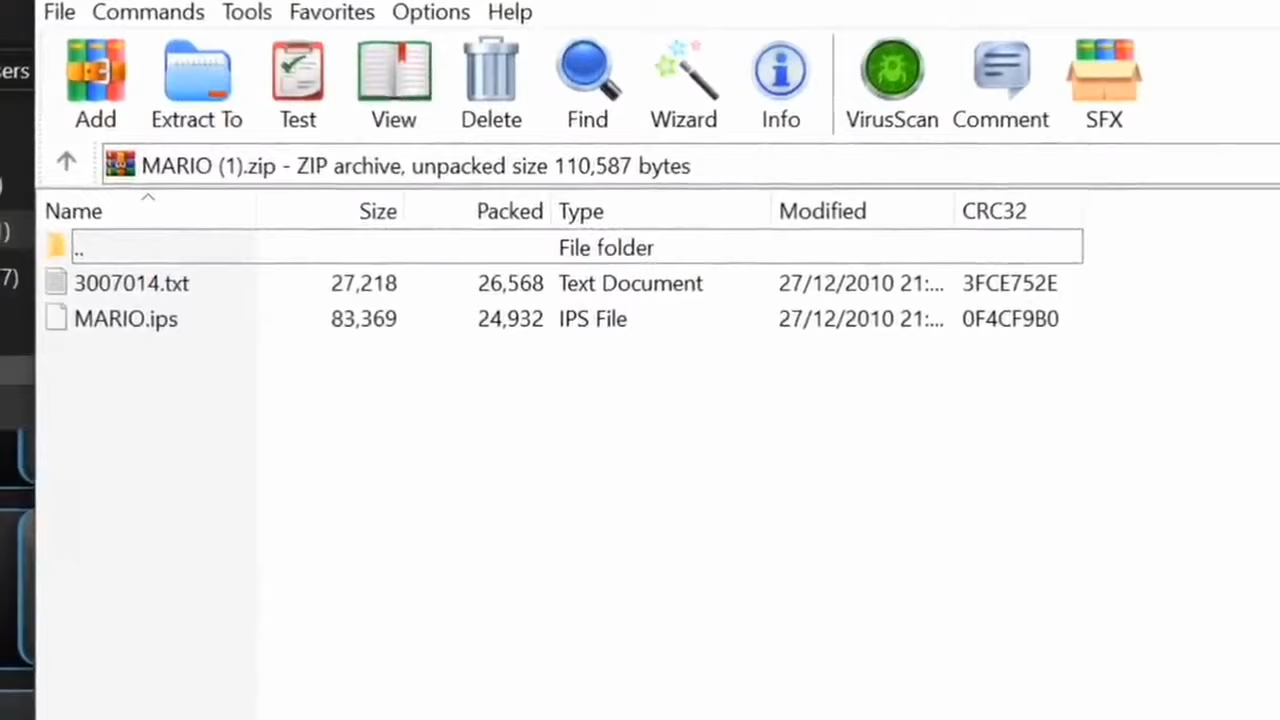 File Commands Tools Favorites Options Help
Add Extract To Test View Delete Find Wizard Info VirusScan Comment SFX
MARIO (1).zip - ZIP archive, unpacked size 110,587 bytes
Name Size Packed Type Modified CRC32
.. File folder
3007014.txt 27,218 26,568 Text Document 27/12/2010 21:... 3FCE752E
MARIO.ips 83,369 24,932 IPS File 27/12/2010 21:... 0F4CF9B0
sers
)
1)
7)